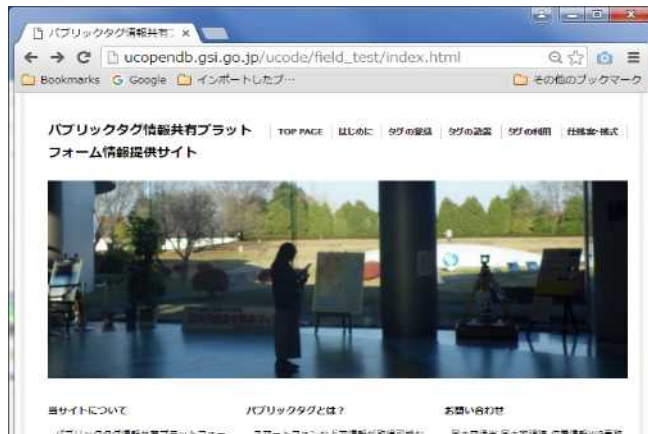 パブリックタグ情報共有
ucopendb.gsi.go.jp/ucode/field_test/index.html
Bookmarks Google インポートしたブ… その他のブックマーク
パブリックタグ情報共有プラット
フォーム情報提供サイト
TOP PAGE はじめに タグの登録 タグの設置 タグの利用 仕様案・様式
当サイトについて パブリックタグとは? お問い合わせ